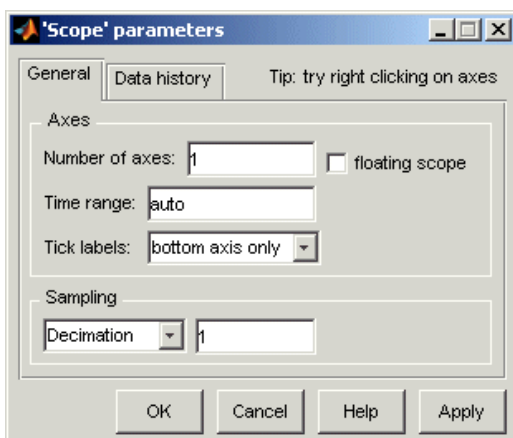 'Scope' parameters
General Data history Tip: try right clicking on axes
Axes
Number of axes: 1 floating scope
Time range: auto
Tick labels: bottom axis only
Sampling
Decimation 1
OK Cancel Help Apply